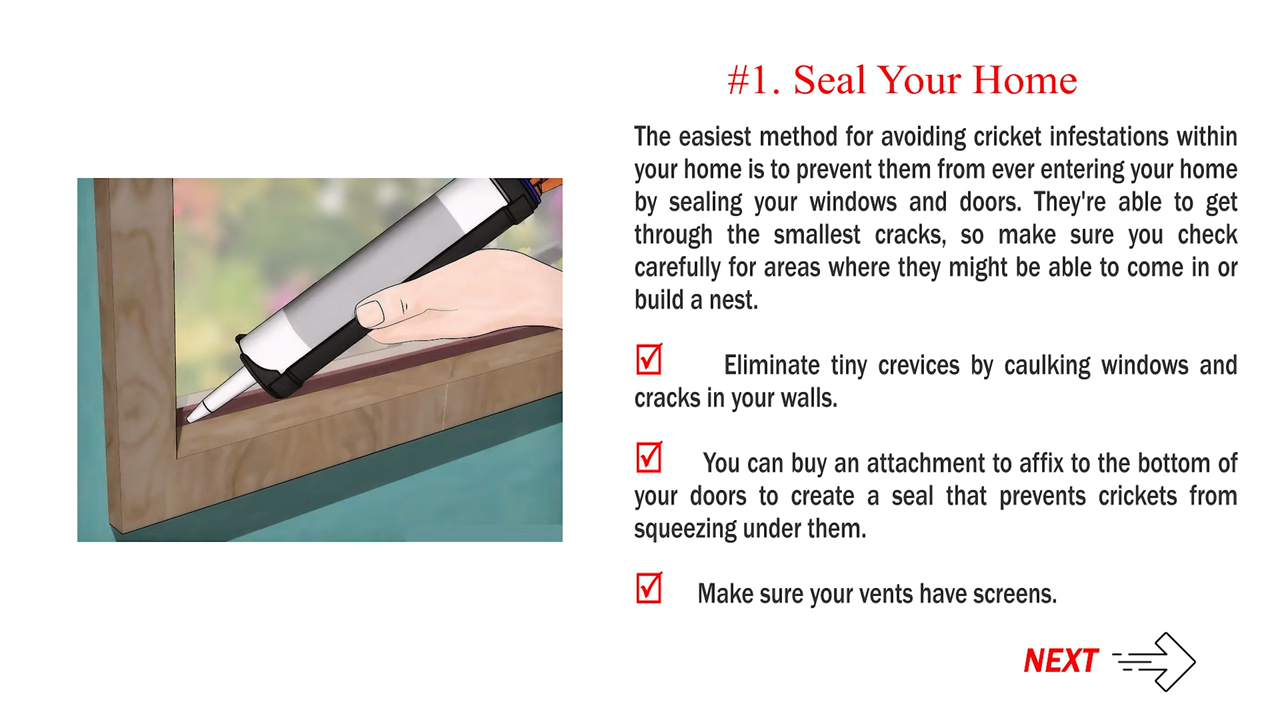 #1. Seal Your Home
The easiest method for avoiding cricket infestations within
your home is to prevent them from ever entering your home
by sealing your windows and doors. They're able to get
through the smallest cracks, so make sure you check
carefully for areas where they might be able to come in or
build a nest.
Eliminate tiny crevices by caulking windows and
cracks in your walls.
You can buy an attachment to affix to the bottom of
your doors to create a seal that prevents crickets from
squeezing under them.
Make sure your vents have screens.
NEXT